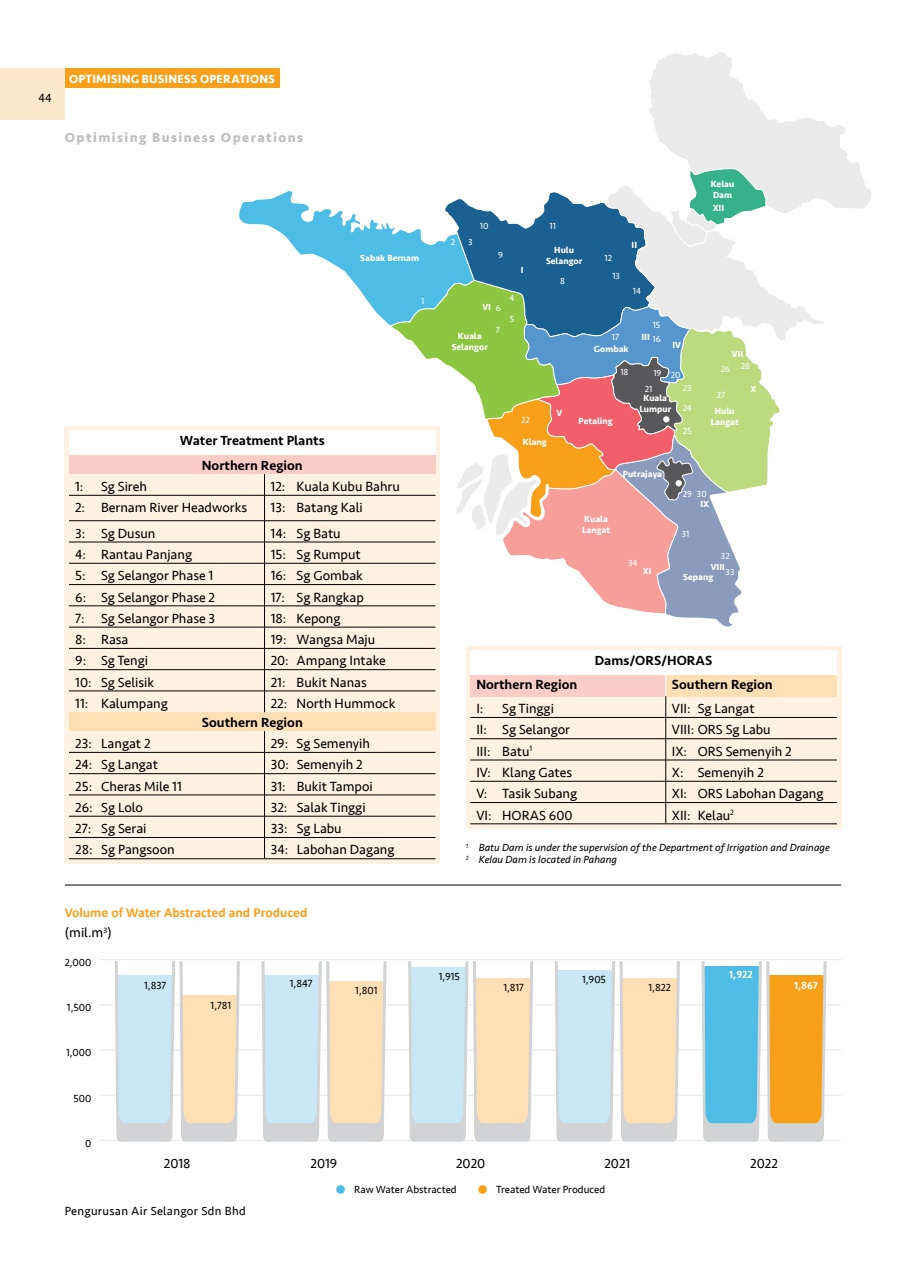 OPTIMISING BUSINESS OPERATIONS
44
Optimising Business Operations
Kelau
Dam
XII
10
11
2
3
II
Hulu
Selangor
9
12
Sabak Bernam
I
13
8
14
1
4
VI 6
5
7
Kuala
Selangor
15
17
III 16
IV
Gombak
VII
28
26
18
19
20
X
21
23
27
Kuala
Lumpur
24
Hulu
Langat
V
22
Petaling
25
Klang
Putrajaya
29
30
IX
Kuala
Langat
31
32
34
VIII
33
XI
Sepang
Water Treatment Plants
Northern Region
1: Sg Sireh
12: Kuala Kubu Bahru
2: Bernam River Headworks
13: Batang Kali
3: Sg Dusun
14: Sg Batu
4: Rantau Panjang
15: Sg Rumput
5: Sg Selangor Phase 1
16: Sg Gombak
6: Sg Selangor Phase 2
17: Sg Rangkap
7: Sg Selangor Phase 3
18: Kepong
8: Rasa
19: Wangsa Maju
9: Sg Tengi
20: Ampang Intake
10: Sg Selisik
21: Bukit Nanas
11: Kalumpang
22: North Hummock
Southern Region
23: Langat 2
29: Sg Semenyih
24: Sg Langat
30: Semenyih 2
25: Cheras Mile 11
31: Bukit Tampoi
26: Sg Lolo
32: Salak Tinggi
27: Sg Serai
33: Sg Labu
28: Sg Pangsoon
34: Labohan Dagang
Dams/ORS/HORAS
Northern Region
Southern Region
I: Sg Tinggi
VII: Sg Langat
II: Sg Selangor
VIII: ORS Sg Labu
III: Batu¹
IX: ORS Semenyih 2
IV: Klang Gates
X: Semenyih 2
V: Tasik Subang
XI: ORS Labohan Dagang
VI: HORAS 600
XII: Kelau²
¹ Batu Dam is under the supervision of the Department of Irrigation and Drainage
² Kelau Dam is located in Pahang
Volume of Water Abstracted and Produced
(mil.m³)
2,000
1,500
1,000
500
0
1,837
1,781
1,847
1,801
1,915
1,817
1,905
1,822
1,922
1,867
2018
2019
2020
2021
2022
Raw Water Abstracted
Treated Water Produced
Pengurusan Air Selangor Sdn Bhd